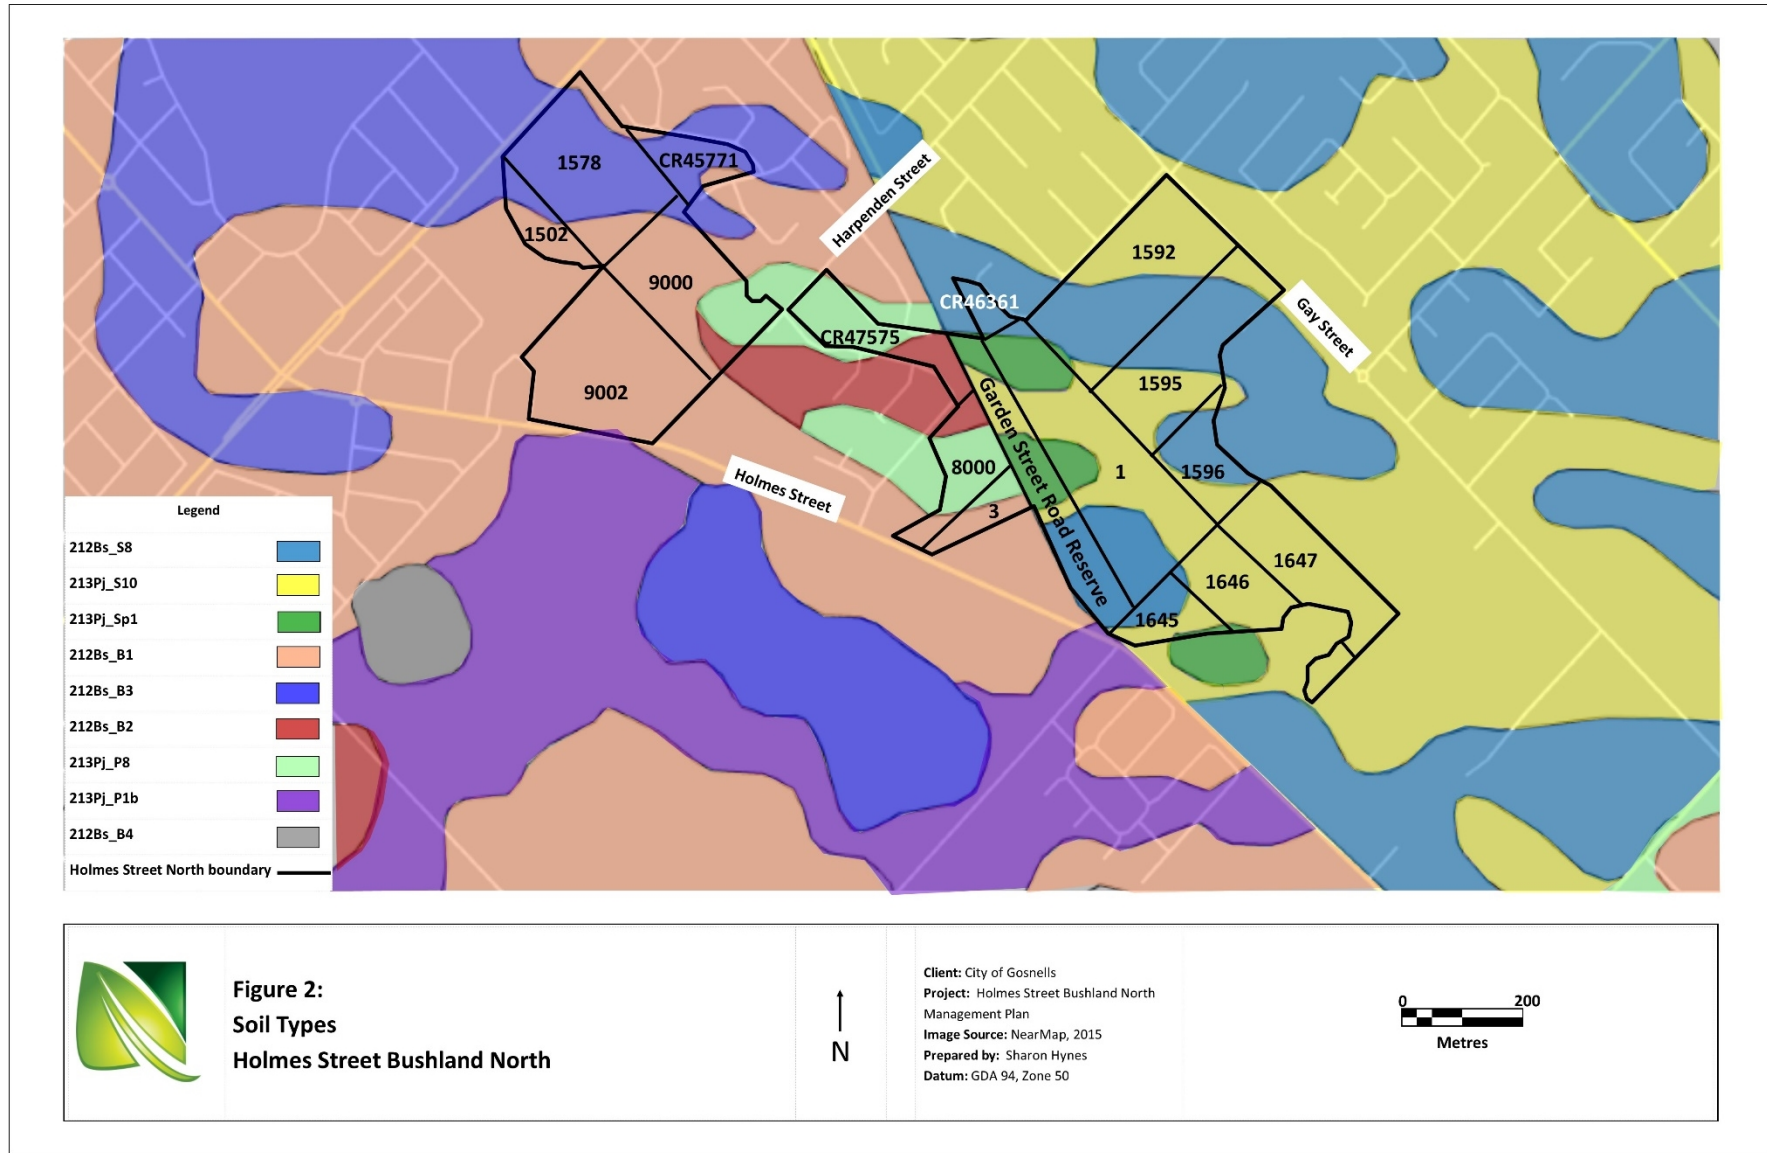 1578
CR45771
1502
9000
9002
Harpenden Street
CR46361
CR47575
1592
Gay Street
1595
1596
1
8000
3
Garden Street Road Reserve
Holmes Street
1647
1646
1645
Legend
212Bs_S8
213Pj_S10
213Pj_Sp1
212Bs_B1
212Bs_B3
212Bs_B2
213Pj_P8
213Pj_P1b
212Bs_B4
Holmes Street North boundary
Figure 2:
Soil Types
Holmes Street Bushland North
N
Client: City of Gosnells
Project: Holmes Street Bushland North
Management Plan
Image Source: NearMap, 2015
Prepared by: Sharon Hynes
Datum: GDA 94, Zone 50
0 200
Metres